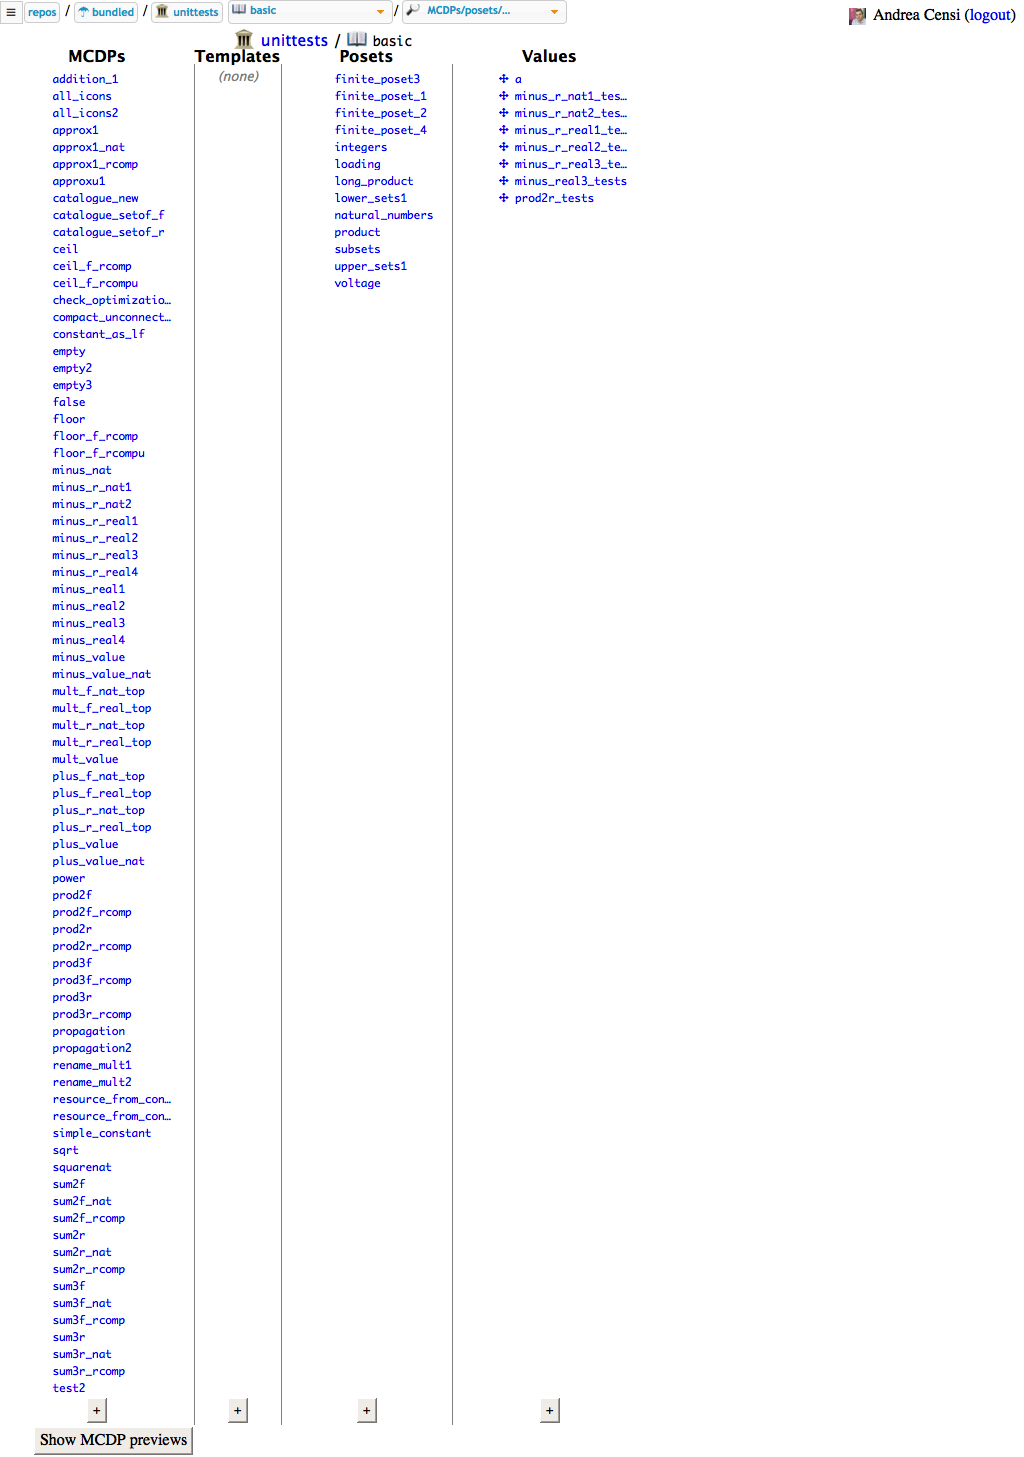 ≡ repos / bundled / unittests basic / MCDPs/posets/... Andrea Censi (logout)
unittests / basic
MCDPs
addition_1
all_icons
all_icons2
approx1
approx1_nat
approx1_rcomp
approxu1
catalogue_new
catalogue_setof_f
catalogue_setof_r
ceil
ceil_f_rcomp
ceil_f_rcompu
check_optimizatio…
compact_unconnect…
constant_as_lf
empty
empty2
empty3
false
floor
floor_f_rcomp
floor_f_rcompu
minus_nat
minus_r_nat1
minus_r_nat2
minus_r_real1
minus_r_real2
minus_r_real3
minus_r_real4
minus_real1
minus_real2
minus_real3
minus_real4
minus_value
minus_value_nat
mult_f_nat_top
mult_f_real_top
mult_r_nat_top
mult_r_real_top
mult_value
plus_f_nat_top
plus_f_real_top
plus_r_nat_top
plus_r_real_top
plus_value
plus_value_nat
power
prod2f
prod2f_rcomp
prod2r
prod2r_rcomp
prod3f
prod3f_rcomp
prod3r
prod3r_rcomp
propagation
propagation2
rename_mult1
rename_mult2
resource_from_con…
resource_from_con…
simple_constant
sqrt
squarenat
sum2f
sum2f_nat
sum2f_rcomp
sum2r
sum2r_nat
sum2r_rcomp
sum3f
sum3f_nat
sum3f_rcomp
sum3r
sum3r_nat
sum3r_rcomp
test2
+
Show MCDP previews
Templates
(none)
+
Posets
finite_poset3
finite_poset_1
finite_poset_2
finite_poset_4
integers
loading
long_product
lower_sets1
natural_numbers
product
subsets
upper_sets1
voltage
+
Values
a
minus_r_nat1_tes…
minus_r_nat2_tes…
minus_r_real1_te…
minus_r_real2_te…
minus_r_real3_te…
minus_real3_tests
prod2r_tests
+